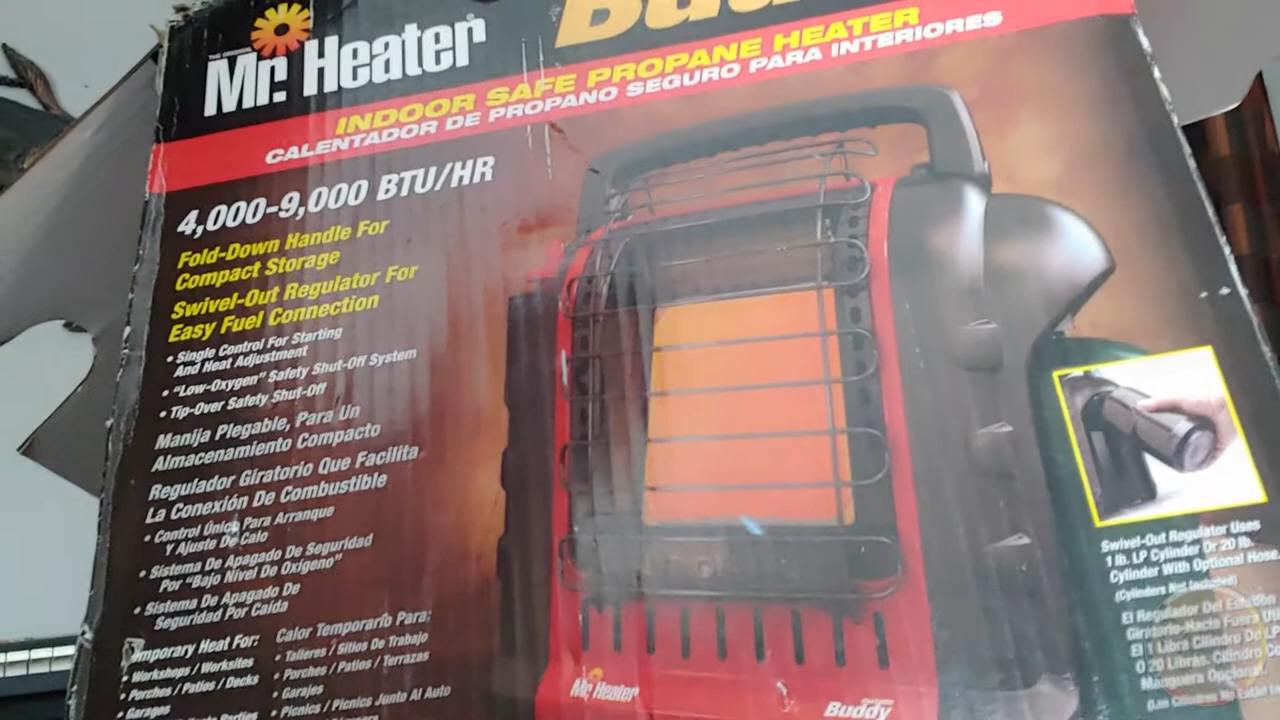 Mr. Heater
INDOOR SAFE PROPANE HEATER
CALENTADOR DE PROPANO SEGURO PARA INTERIORES
4,000-9,000 BTU/HR
Fold-Down Handle For
Compact Storage
Swivel-Out Regulator For
Easy Fuel Connection
• Single Control For Starting
And Heat Adjustment
• "Low-Oxygen" Safety Shut-Off System
• Tip-Over Safety Shut-Off
Manija Plegable, Para Un
Almacenamiento Compacto
Regulador Giratorio Que Facilita
La Conexión De Combustible
• Control Único Para Arranque
Y Ajuste De Calo
• Sistema De Apagado De Seguridad
Por "Bajo Nivel De Oxígeno"
• Sistema De Apagado De
Seguridad Por Caída
Heat For:
• Workshops / Worksites
• Porches / Patios / Decks
• Garages
Parties
Calor Temporario Para:
• Talleres / Sitios De Trabajo
• Porches / Patios / Terrazas
• Garajes
• Picnics / Picnics Junto Al Auto
Mr. Heater
Buddy
Swivel-Out Regulator Uses
1 lb. LP Cylinder Or 20 lb.
Cylinder With Optional Hose
(Cylinders Not Included)
El Regulador Del
Giratorio Hacia Fuera
El 1 Libra Cilindro De
O 20 Libras. Cilindro
Manguera Opcional.